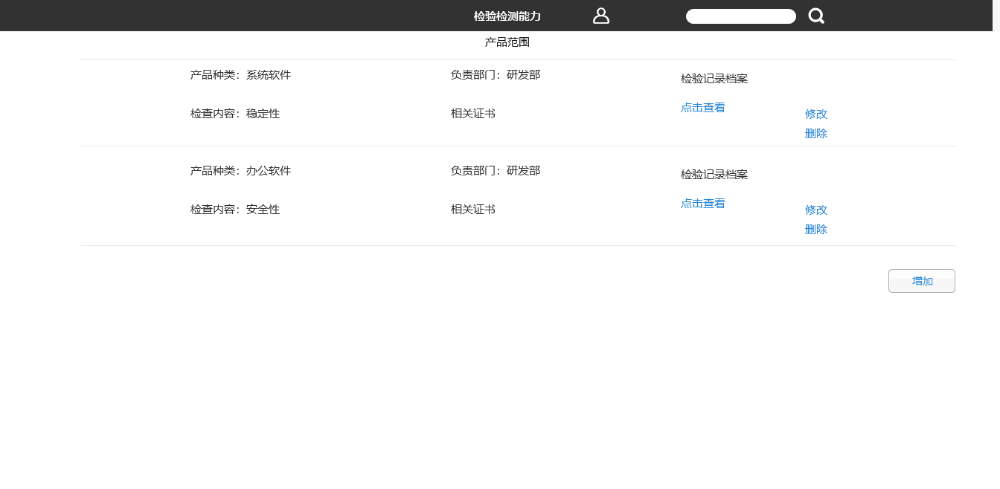 检验检测能力
产品范围
产品种类：系统软件 负责部门：研发部 检验记录档案
检查内容：稳定性 相关证书 点击查看 修改
删除
产品种类：办公软件 负责部门：研发部 检验记录档案
检查内容：安全性 相关证书 点击查看 修改
删除
增加